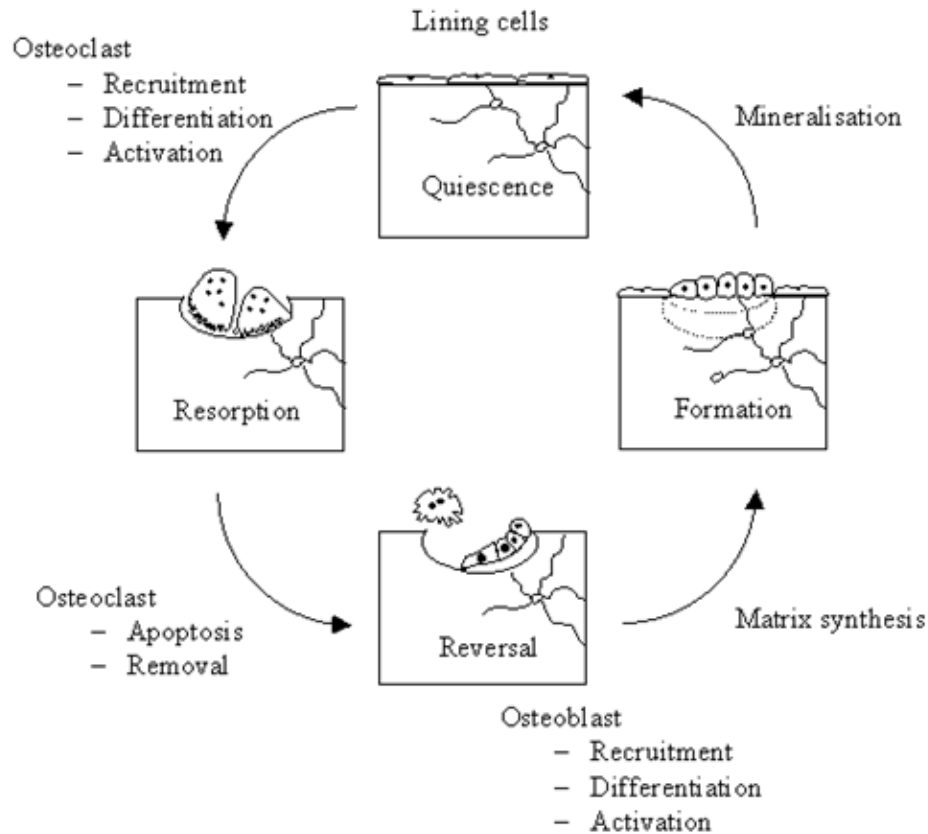 Lining cells
Osteoclast
– Recruitment
– Differentiation
– Activation
Mineralisation
Quiescence
Resorption
Formation
Osteoclast
– Apoptosis
– Removal
Reversal
Matrix synthesis
Osteoblast
– Recruitment
– Differentiation
– Activation